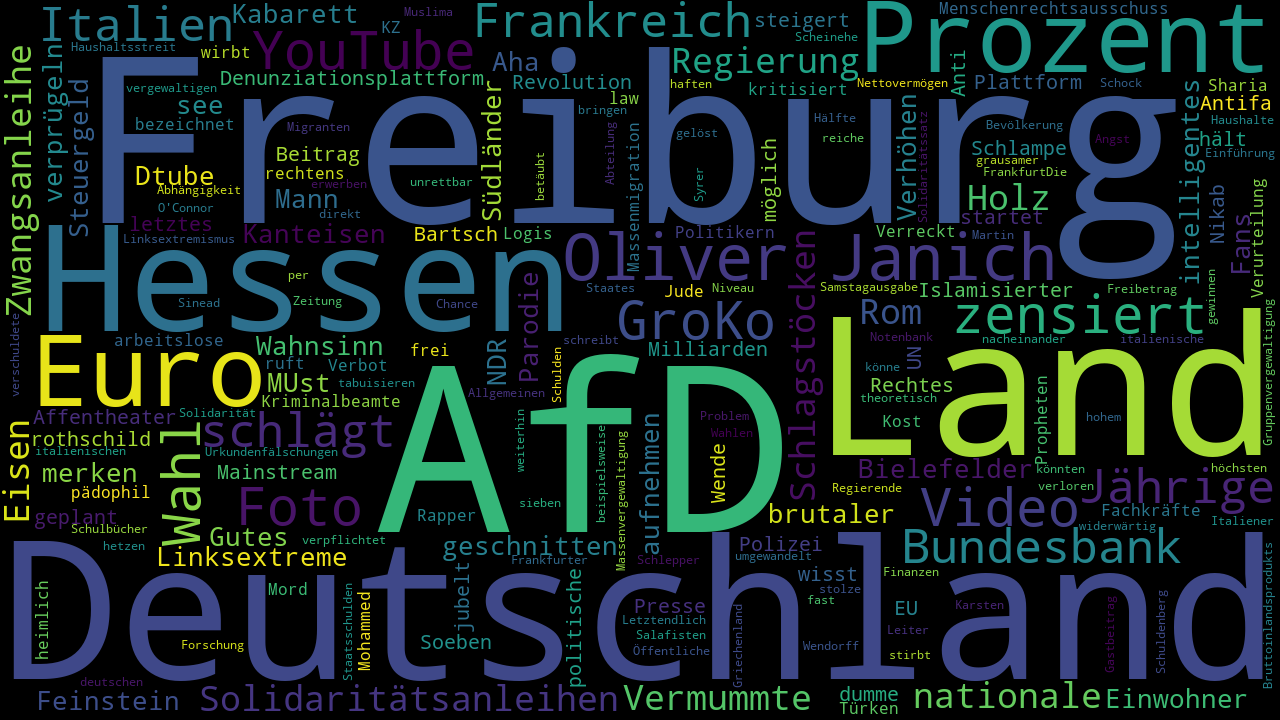 Freiburg
AfD
Deutschland
Land
Hessen
Prozent
Euro
Italien
Kabarett
KZ
Muslima
Frankreich
steigert
Scheinehe
Menschenrechtsausschuss
Haushaltsstreit
wirbt
YouTube
Denunziationsplattform
Aha
Revolution
Regierung
haften
kritisiert
Nettovermögen
Anti
Plattform
Schock
Sharia
Antifa
Haushalte
Zwangsanleihe
verprügeln
Steuergeld
vergewaltigen
see
bezeichnet
Migranten
Beitrag
rechtens
Südländer
law
bringen
Abteilung
Massenmigration
gelöst
Hälfte
reiche
möglich
Syrer
Verhöhen
Solidaritätssatz
Bevölkerung
Schlampe
Angst
grausamer
FrankfurtDie
intelligentes
hält
Einführung
Dtube
Abhängigkeit
O'Connor
Mann
direkt
erwerben
unrettbar
betäubt
Holz
startet
Nikab
Fans
Verurteilung
letztes
Linksextremismus
Kanteisen
Bartsch
Logis
Politikern
Verreckt
Martin
Oliver
Janich
Sinead
per
Zeitung
Chance
Parodie
Staates
Jude
Niveau
Schlagstöcken
Samstagausgabe
Islamisierter
Freibetrag
gewinnen
Gruppenvergewaltigung
GroKo
Rom
zensiert
Notenbank
nacheinander
italienische
verschuldete
arbeitslose
Wahnsinn
ruft
frei
Verbot
NDR
schreibt
Milliarden
UN
könne
MUst
tabuisieren
Allgemeinen
Schulden
Rechtes
theoretisch
Kriminalbeamte
Affentheater
Solidarität
schlägt
Problem
Wahlen
Kost
Propheten
hohem
rothschild
italienischen
Wahl
Urkundenfälschungen
weiterhin
beispielsweise
Massenvergewaltigung
aufnehmen
Wende
Bielefelder
könnten
höchsten
Eisen
merken
Mainstream
pädophil
Foto
sieben
Regierende
verloren
Jährige
geplant
Schulbücher
Rapper
brutaler
Video
Fachkräfte
widerwärtig
Italiener
hetzen
Gutes
verpflichtet
geschnitten
Polizei
Bundesbank
Linksextreme
Frankfurter
Schlepper
umgewandelt
wisst
Finanzen
stolze
heimlich
Mord
Staatsschulden
Mohammed
jubelt
politische
Presse
Letztendlich
fast
EU
Karsten
Griechenland
Gastbeitrag
Schuldenberg
Bruttoinlandsprodukts
Forschung
Soeben
Salafisten
Öffentliche
Wendorff
Leiter
stirbt
deutschen
Feinstein
Solidaritätsanleihen
Vermummte
dumme
Türken
nationale
Einwohner